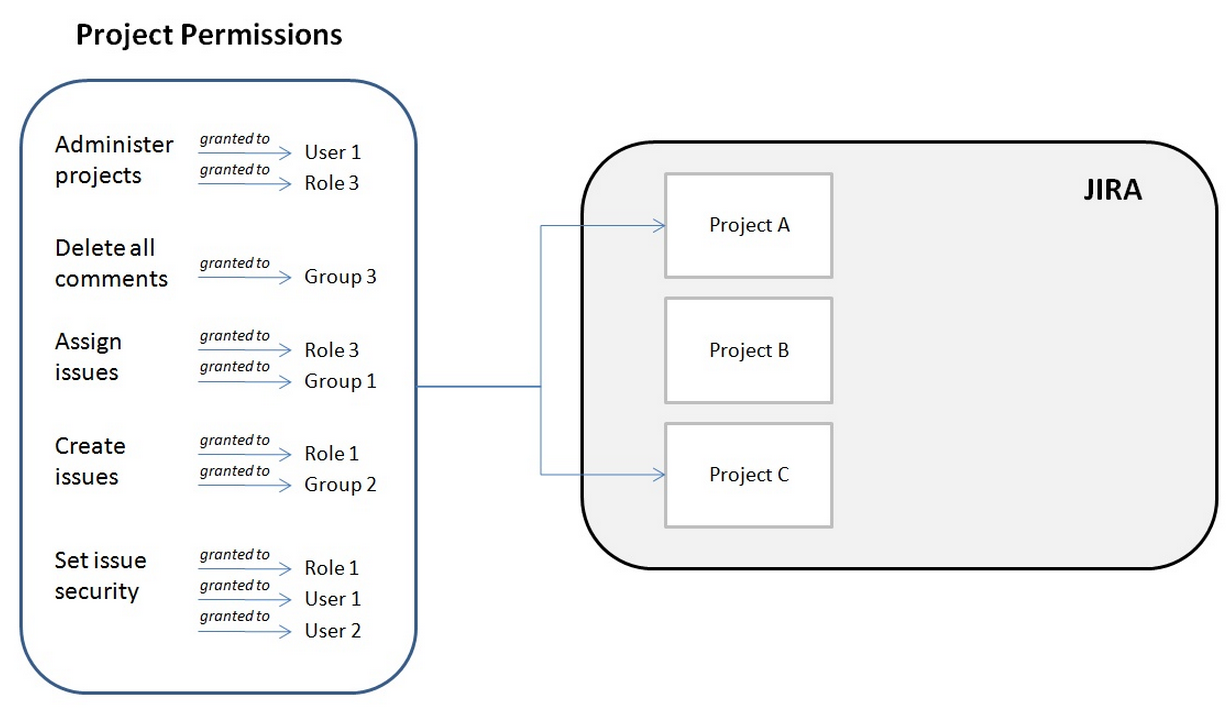 Project Permissions
Administer
projects
granted to
User 1
granted to
Role 3
Delete all
comments
granted to
Group 3
Assign
issues
granted to
Role 3
granted to
Group 1
Create
issues
granted to
Role 1
granted to
Group 2
Set issue
security
granted to
Role 1
granted to
User 1
granted to
User 2
JIRA
Project A
Project B
Project C